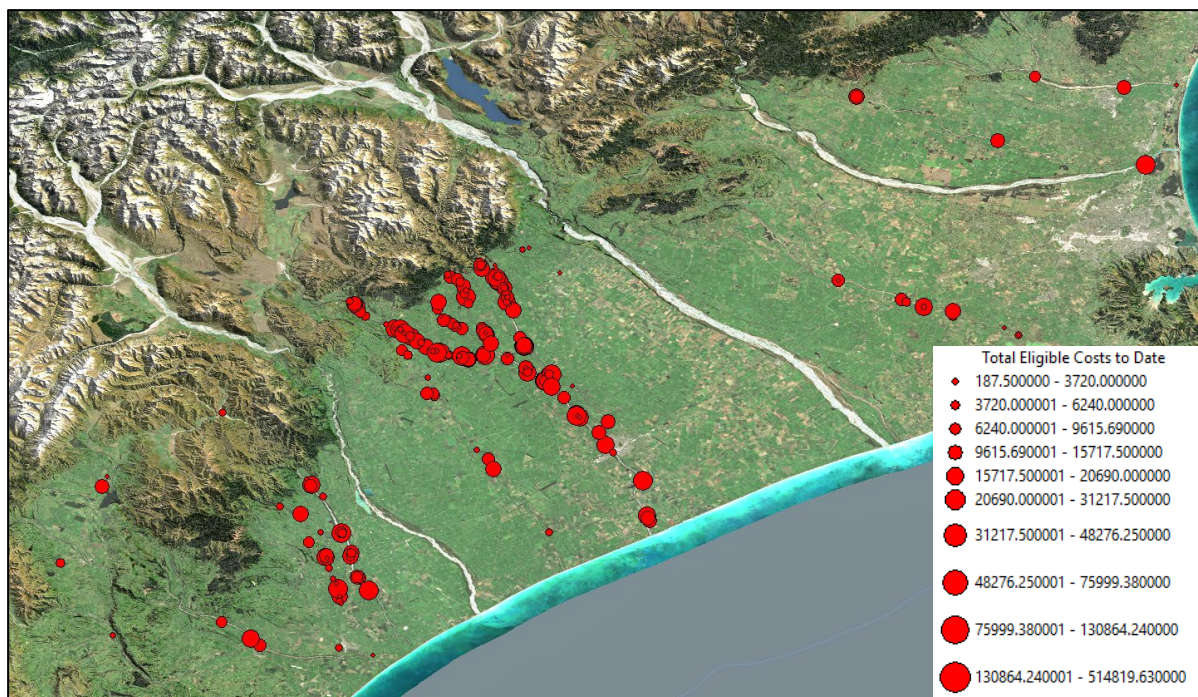 Total Eligible Costs to Date
187.500000 - 3720.000000
3720.000001 - 6240.000000
6240.000001 - 9615.690000
9615.690001 - 15717.500000
15717.500001 - 20690.000000
20690.000001 - 31217.500000
31217.500001 - 48276.250000
48276.250001 - 75999.380000
75999.380001 - 130864.240000
130864.240001 - 514819.630000